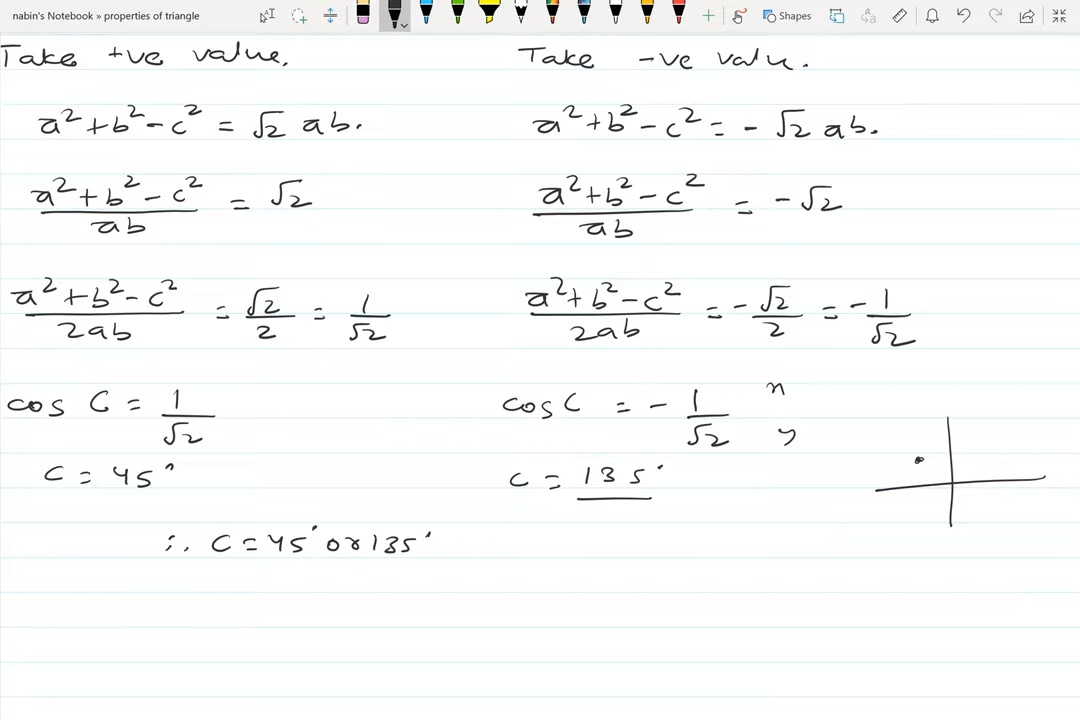 nabin's Notebook » properties of triangle
Shapes
Take +ve value.
a²+b²-c² = √2 ab.
(a²+b²-c²)/ab = √2
(a²+b²-c²)/2ab = √2/2 = 1/√2
cos C = 1/√2
C = 45°
Take -ve value.
a²+b²-c² = - √2 ab.
(a²+b²-c²)/ab = -√2
(a²+b²-c²)/2ab = -√2/2 = -1/√2
cos C = - 1/√2
C = 135°
x
y
∴ C = 45° or 135°